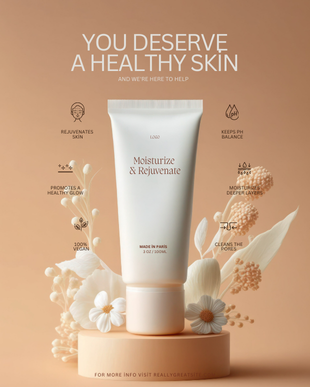 YOU DESERVE
A HEALTHY SKIN
AND WE'RE HERE TO HELP
REJUVENATES
SKIN
KEEPS PH
BALANCE
Moisturize
& Rejuvenate
PROMOTES A
HEALTHY GLOW
MOISTURIZES
DEEPER LAYERS
100%
VEGAN
CLEANS THE
PORES
MADE IN PARIS
FOR MORE INFO VISIT